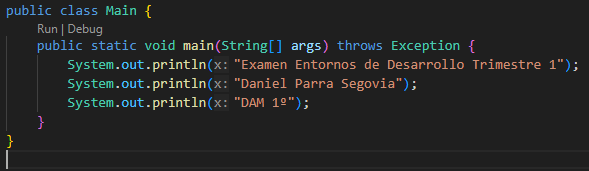 public class Main {
Run | Debug
public static void main(String[] args) throws Exception {
System.out.println(x: "Examen Entornos de Desarrollo Trimestre 1");
System.out.println(x: "Daniel Parra Segovia");
System.out.println(x: "DAM 1º");
}
}